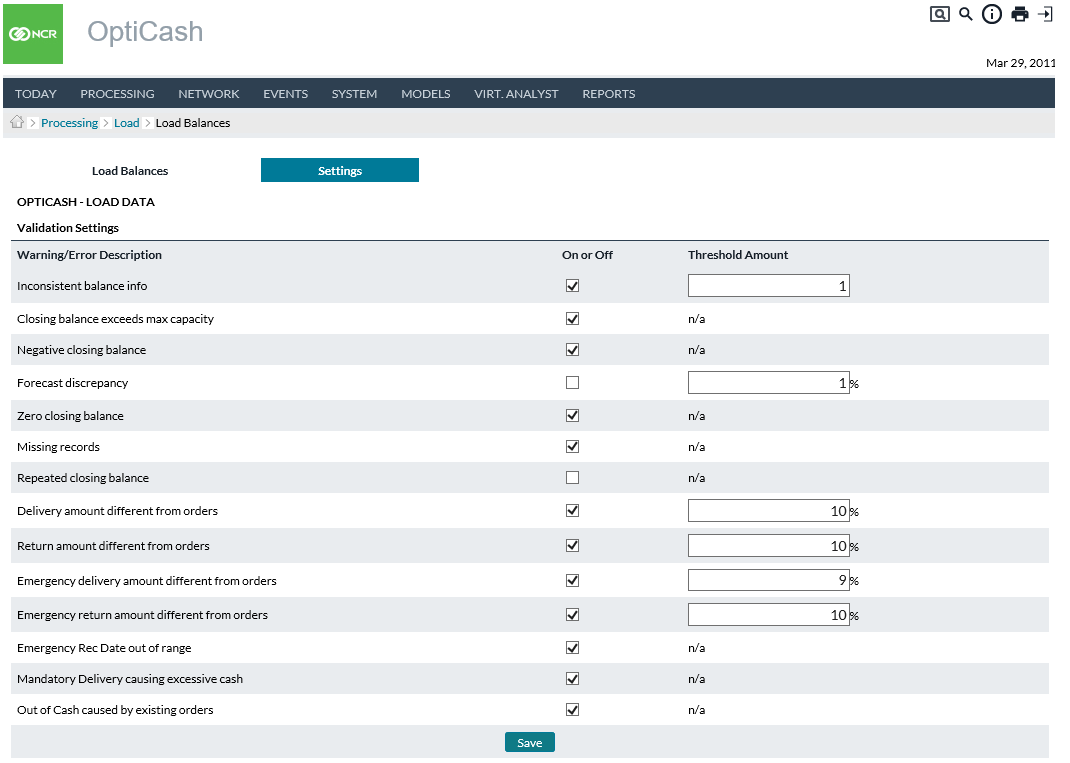 NCR
OptiCash
Mar 29, 2011
TODAY PROCESSING NETWORK EVENTS SYSTEM MODELS VIRT. ANALYST REPORTS
> Processing > Load > Load Balances
Load Balances Settings
OPTICASH - LOAD DATA
Validation Settings
Warning/Error Description On or Off Threshold Amount
Inconsistent balance info 1
Closing balance exceeds max capacity n/a
Negative closing balance n/a
Forecast discrepancy 1 %
Zero closing balance n/a
Missing records n/a
Repeated closing balance n/a
Delivery amount different from orders 10 %
Return amount different from orders 10 %
Emergency delivery amount different from orders 9 %
Emergency return amount different from orders 10 %
Emergency Rec Date out of range n/a
Mandatory Delivery causing excessive cash n/a
Out of Cash caused by existing orders n/a
Save